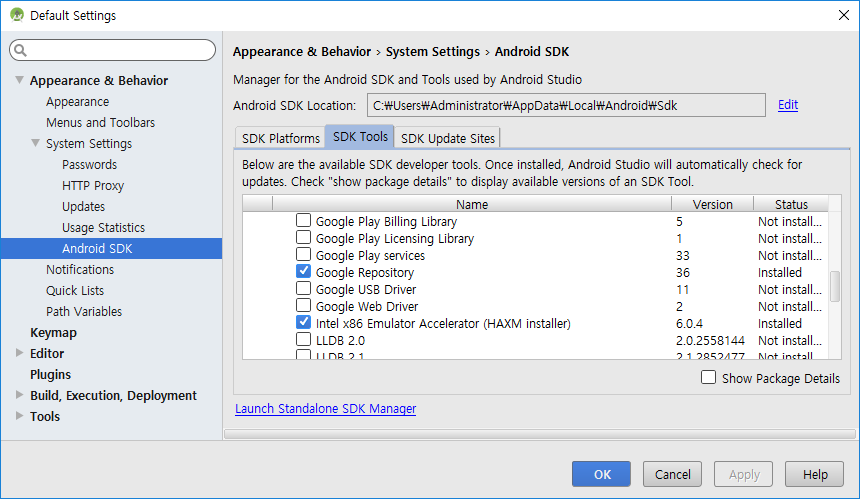 Default Settings
Appearance & Behavior
Appearance
Menus and Toolbars
System Settings
Passwords
HTTP Proxy
Updates
Usage Statistics
Android SDK
Notifications
Quick Lists
Path Variables
Keymap
Editor
Plugins
Build, Execution, Deployment
Tools
Appearance & Behavior › System Settings › Android SDK
Manager for the Android SDK and Tools used by Android Studio
Android SDK Location: C:₩Users₩Administrator₩AppData₩Local₩Android₩Sdk Edit
SDK Platforms SDK Tools SDK Update Sites
Below are the available SDK developer tools. Once installed, Android Studio will automatically check for
updates. Check "show package details" to display available versions of an SDK Tool.
Name Version Status
Google Play Billing Library 5 Not install...
Google Play Licensing Library 1 Not install...
Google Play services 33 Not install...
Google Repository 36 Installed
Google USB Driver 11 Not install...
Google Web Driver 2 Not install...
Intel x86 Emulator Accelerator (HAXM installer) 6.0.4 Installed
LLDB 2.0 2.0.2558144 Not install...
LLDB 2.1 2.1.2852477 Not install...
Show Package Details
Launch Standalone SDK Manager
OK Cancel Apply Help